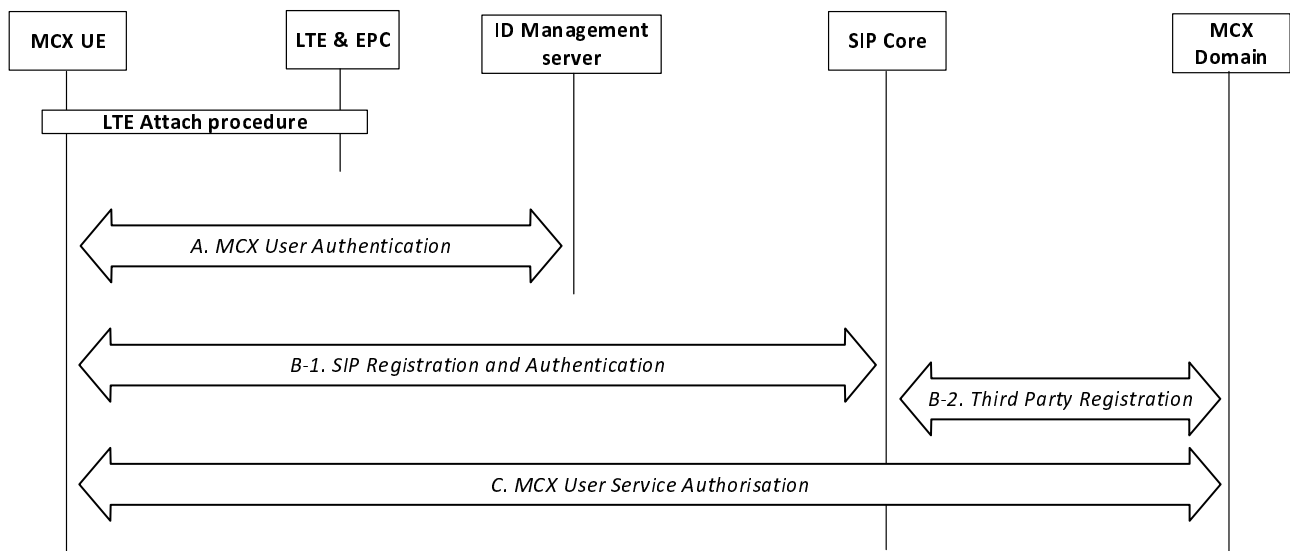 MCX UE
LTE & EPC
ID Management
server
SIP Core
MCX
Domain
LTE Attach procedure
A. MCX User Authentication
B-1. SIP Registration and Authentication
B-2. Third Party Registration
C. MCX User Service Authorisation